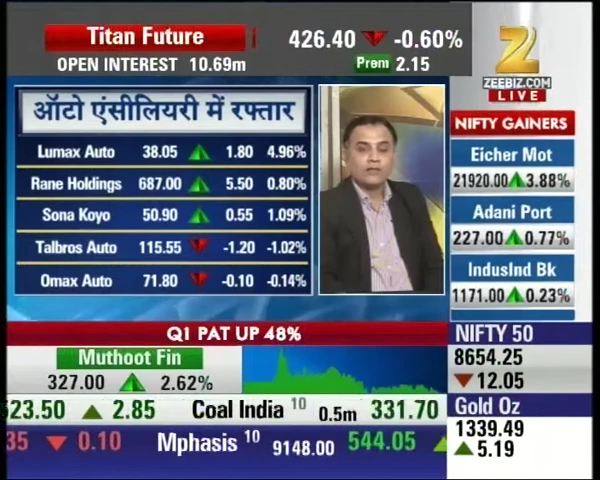 Titan Future
426.40 -0.60%
OPEN INTEREST 10.69m
Prem 2.15
Z
ZEEBIZ.COM
LIVE
ऑटो एंसीलियरी में रफ्तार
Lumax Auto 38.05 1.80 4.96%
Rane Holdings 687.00 5.50 0.80%
Sona Koyo 50.90 0.55 1.09%
Talbros Auto 115.55 -1.20 -1.02%
Omax Auto 71.80 -0.10 -0.14%
NIFTY GAINERS
Eicher Mot
21920.00 3.88%
Adani Port
227.00 0.77%
IndusInd Bk
1171.00 0.23%
Q1 PAT UP 48%
Muthoot Fin
327.00 2.62%
NIFTY 50
8654.25
12.05
Gold Oz
1339.49
5.19
523.50 2.85 Coal India 10 0.5m 331.70
35 0.10 Mphasis 10 9148.00 544.05